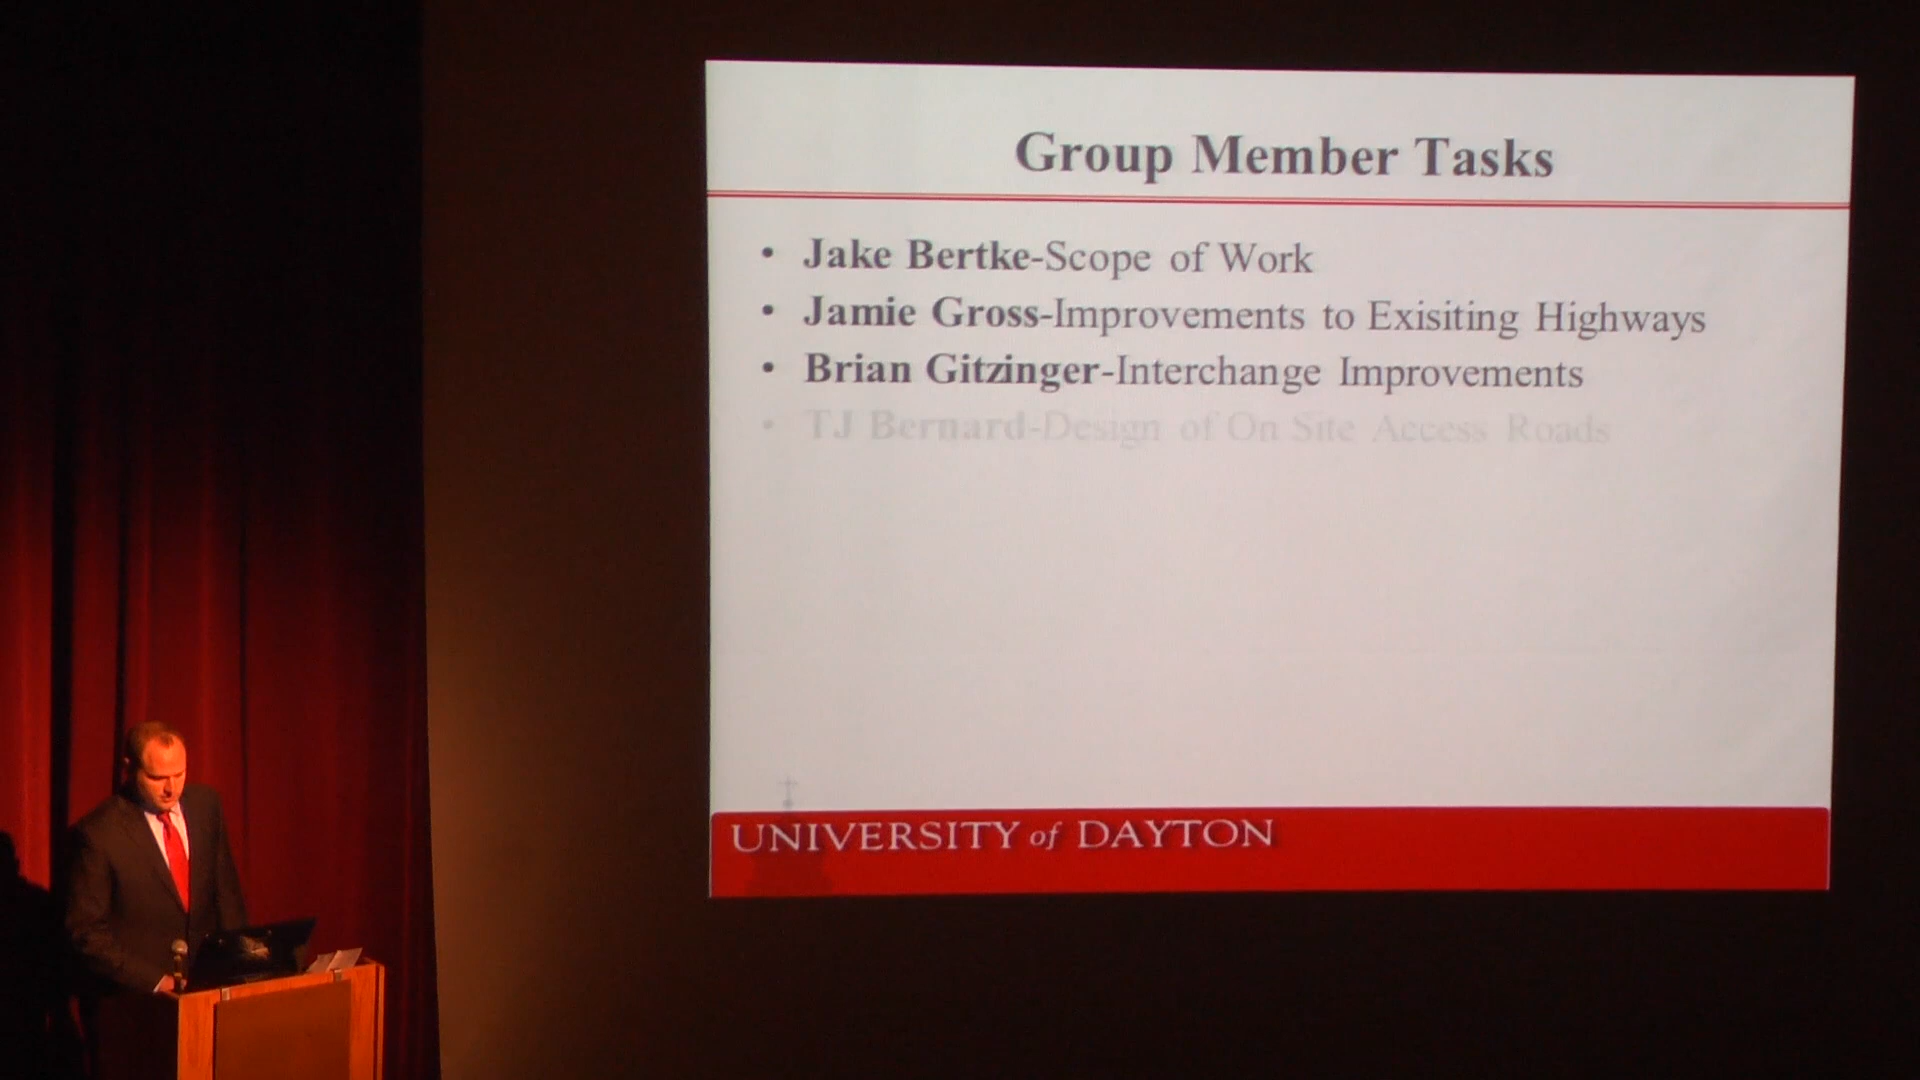 Group Member Tasks
• Jake Bertke-Scope of Work
• Jamie Gross-Improvements to Exisiting Highways
• Brian Gitzinger-Interchange Improvements
• TJ Bernard-Design of On Site Access Roads
UNIVERSITY of DAYTON